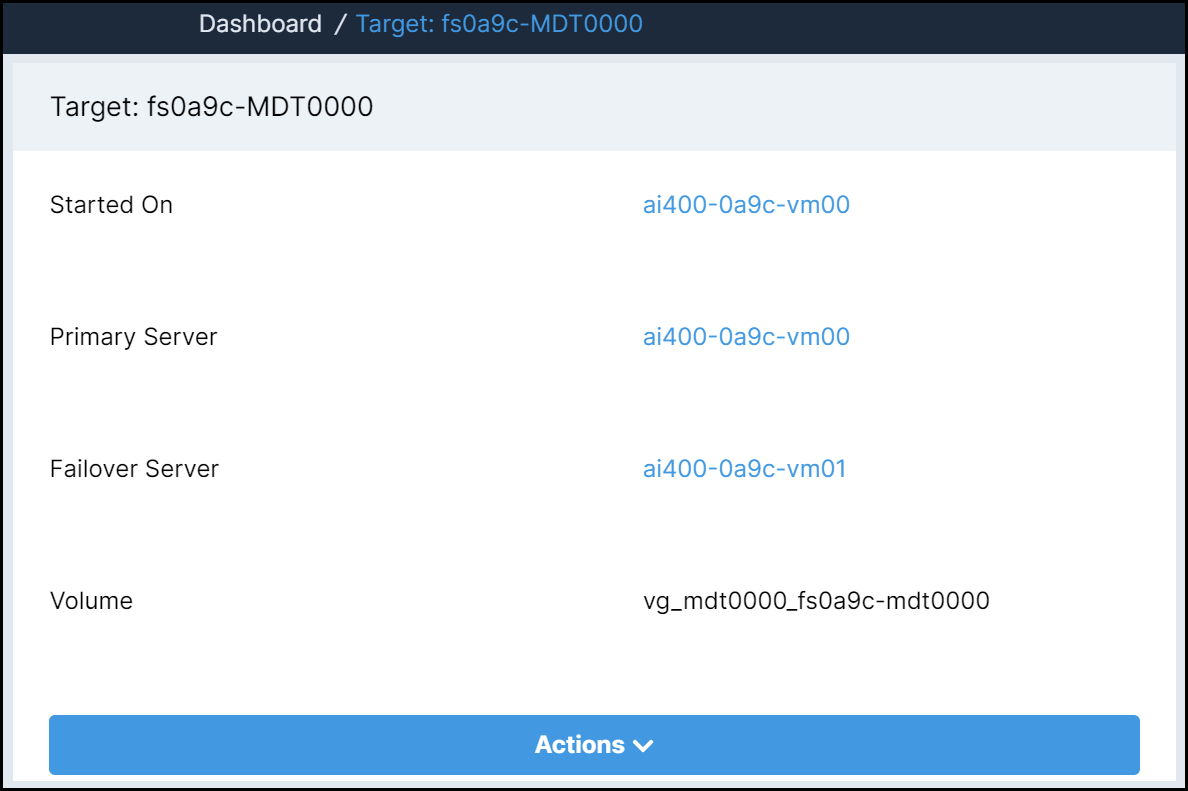 Dashboard / Target: fs0a9c-MDT0000
Target: fs0a9c-MDT0000
Started On ai400-0a9c-vm00
Primary Server ai400-0a9c-vm00
Failover Server ai400-0a9c-vm01
Volume vg_mdt0000_fs0a9c-mdt0000
Actions